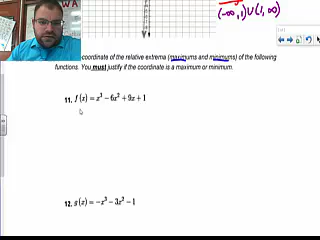 (-∞, 1)∪(1, ∞)
coordinate of the relative extrema (maximums and minimums) of the following
functions. You must justify if the coordinate is a maximum or minimum.
11. f(x) = x³ − 6x² + 9x + 1
12. g(x) = −x³ − 3x² − 1